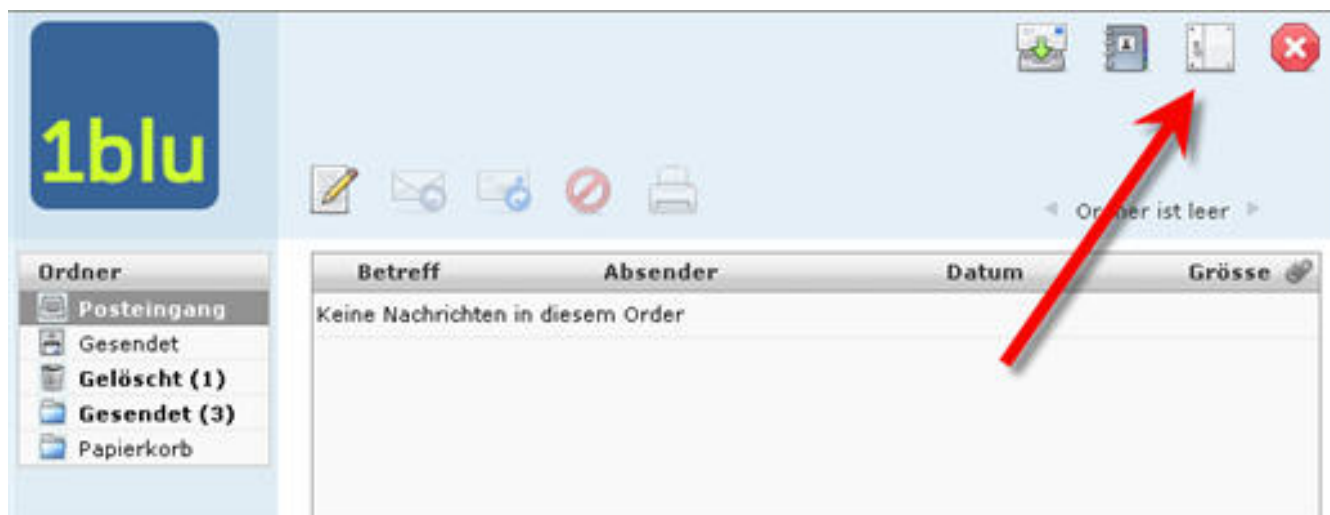 1blu
Ordner ist leer
Ordner
Betreff Absender Datum Grösse
Posteingang
Keine Nachrichten in diesem Order
Gesendet
Gelöscht (1)
Gesendet (3)
Papierkorb